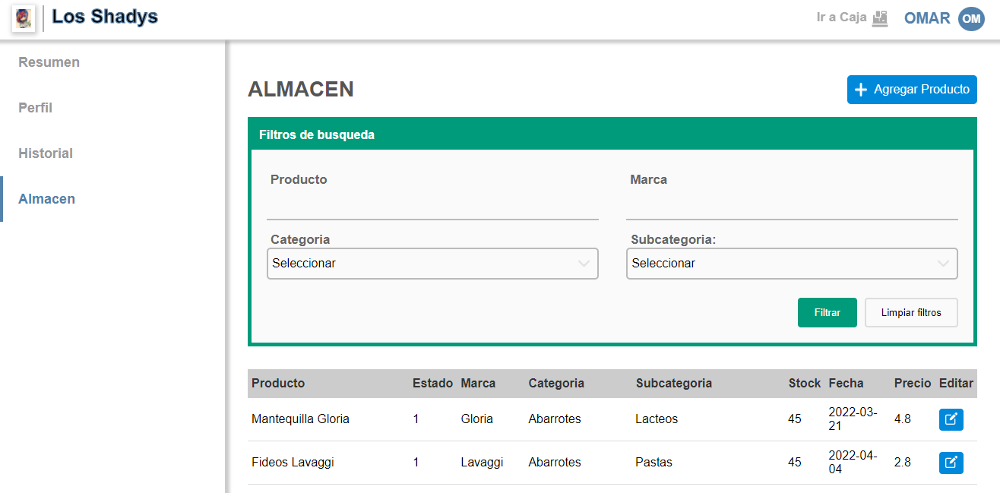 Los Shadys
Ir a Caja
OMAR OM
Resumen
Perfil
Historial
Almacen
ALMACEN
Agregar Producto
Filtros de busqueda
Producto Marca
Categoria Subcategoria:
Seleccionar Seleccionar
Filtrar Limpiar filtros
Producto Estado Marca Categoria Subcategoria Stock Fecha Precio Editar
Mantequilla Gloria 1 Gloria Abarrotes Lacteos 45 2022-03-21 4.8
Fideos Lavaggi 1 Lavaggi Abarrotes Pastas 45 2022-04-04 2.8